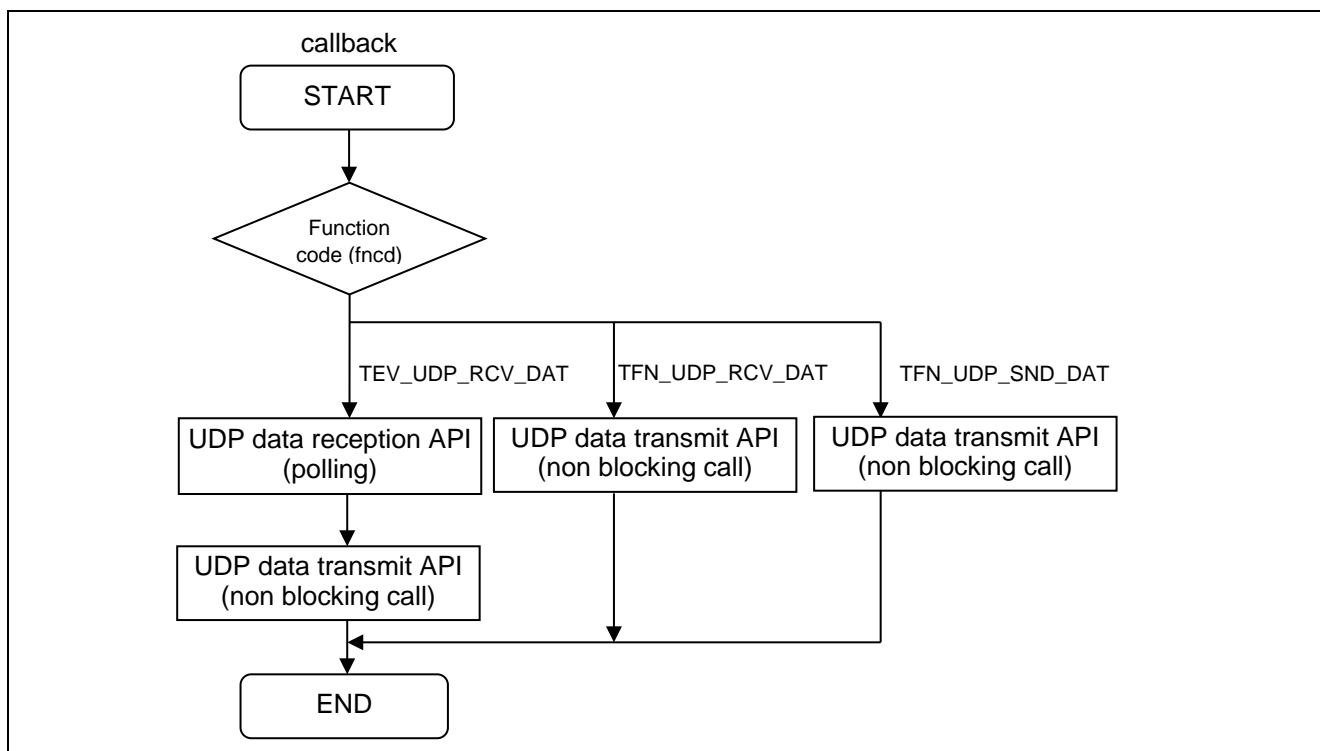 callback
START
Function
code (fncd)
TEV_UDP_RCV_DAT
TFN_UDP_RCV_DAT
TFN_UDP_SND_DAT
UDP data reception API
(polling)
UDP data transmit API
(non blocking call)
UDP data transmit API
(non blocking call)
UDP data transmit API
(non blocking call)
END